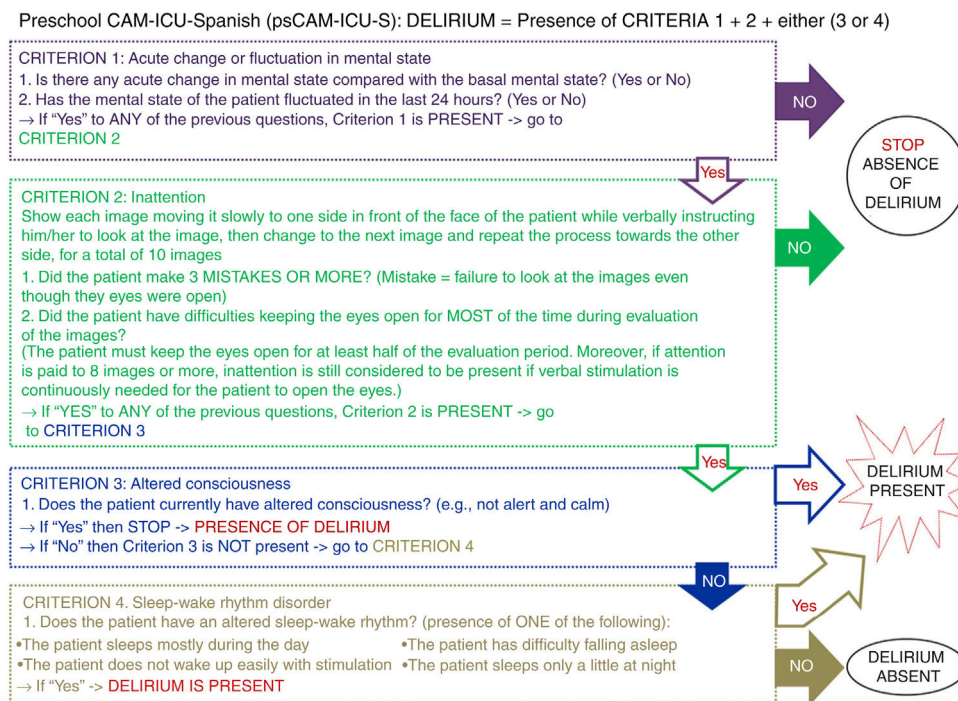 Preschool CAM-ICU-Spanish (psCAM-ICU-S): DELIRIUM = Presence of CRITERIA 1 + 2 + either (3 or 4)
CRITERION 1: Acute change or fluctuation in mental state
1. Is there any acute change in mental state compared with the basal mental state? (Yes or No)
2. Has the mental state of the patient fluctuated in the last 24 hours? (Yes or No)
→ If “Yes” to ANY of the previous questions, Criterion 1 is PRESENT -> go to
CRITERION 2
NO
STOP
ABSENCE
OF
DELIRIUM
Yes
CRITERION 2: Inattention
Show each image moving it slowly to one side in front of the face of the patient while verbally instructing
him/her to look at the image, then change to the next image and repeat the process towards the other
side, for a total of 10 images
1. Did the patient make 3 MISTAKES OR MORE? (Mistake = failure to look at the images even
though they eyes were open)
2. Did the patient have difficulties keeping the eyes open for MOST of the time during evaluation
of the images?
(The patient must keep the eyes open for at least half of the evaluation period. Moreover, if attention
is paid to 8 images or more, inattention is still considered to be present if verbal stimulation is
continuously needed for the patient to open the eyes.)
→ If “YES” to ANY of the previous questions, Criterion 2 is PRESENT -> go
to CRITERION 3
NO
Yes
CRITERION 3: Altered consciousness
1. Does the patient currently have altered consciousness? (e.g., not alert and calm)
→ If “Yes” then STOP -> PRESENCE OF DELIRIUM
→ If “No” then Criterion 3 is NOT present -> go to CRITERION 4
Yes
DELIRIUM
PRESENT
NO
CRITERION 4. Sleep-wake rhythm disorder
1. Does the patient have an altered sleep-wake rhythm? (presence of ONE of the following):
•The patient sleeps mostly during the day
•The patient has difficulty falling asleep
•The patient does not wake up easily with stimulation
•The patient sleeps only a little at night
→ If “Yes” -> DELIRIUM IS PRESENT
Yes
NO
DELIRIUM
ABSENT